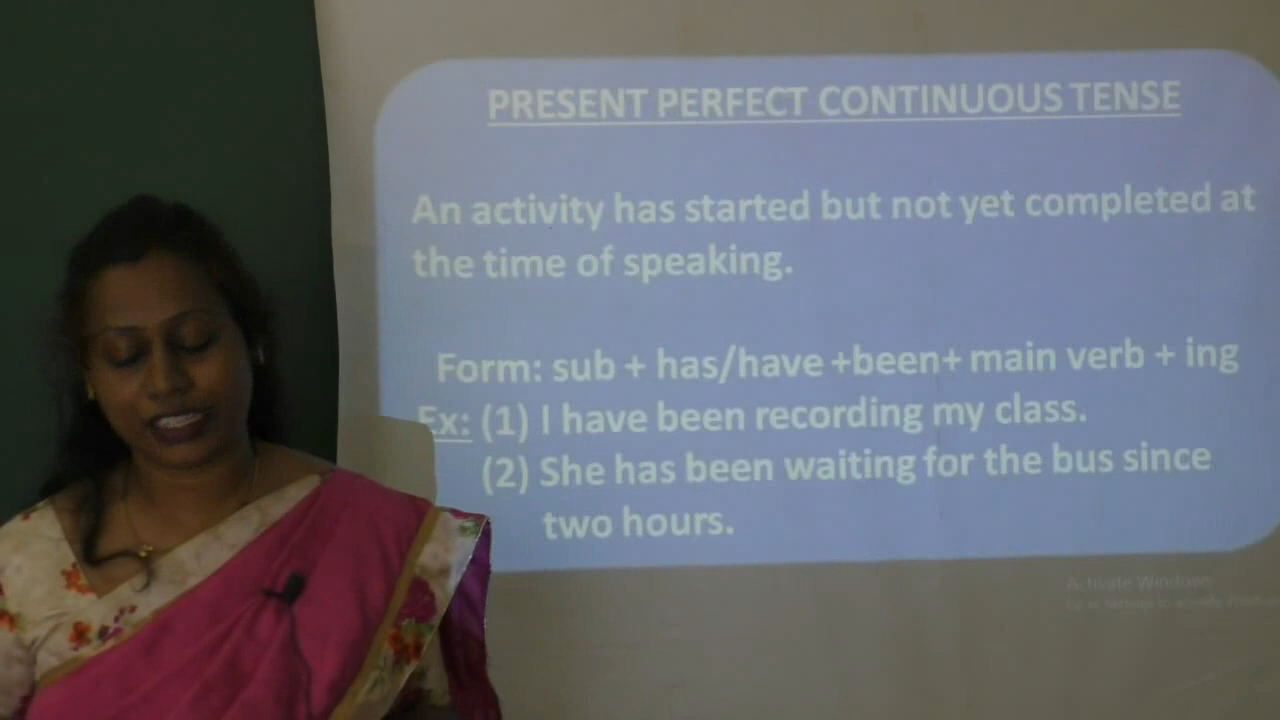 PRESENT PERFECT CONTINUOUS TENSE
An activity has started but not yet completed at
the time of speaking.
Form: sub + has/have +been+ main verb + ing
Ex: (1) I have been recording my class.
(2) She has been waiting for the bus since
two hours.
Activate Windows